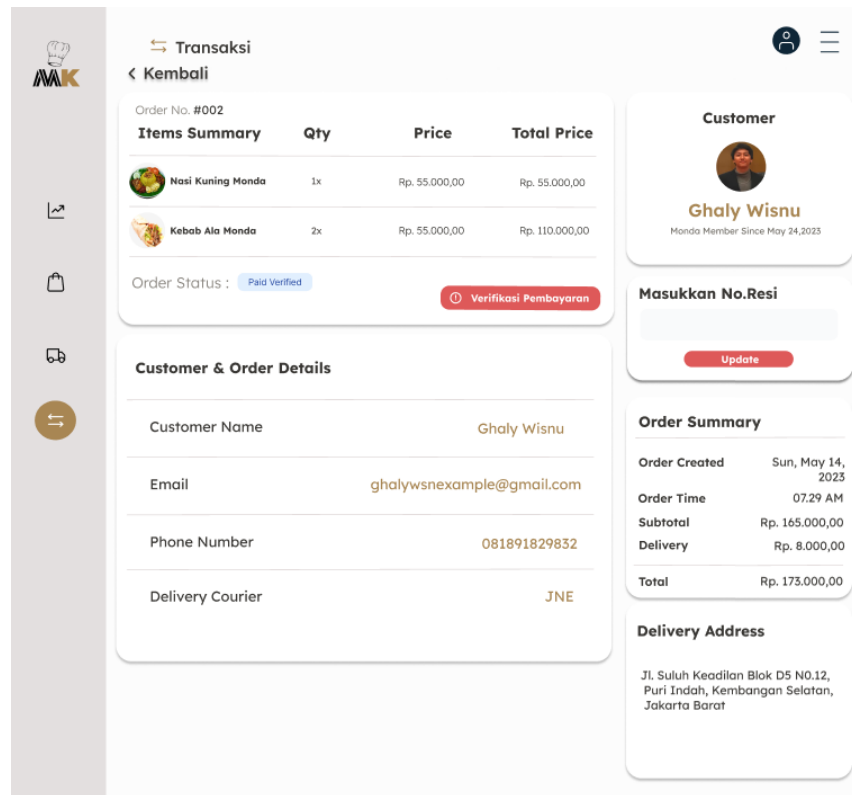 MK
Transaksi
Kembali
Order No. #002
Items Summary Qty Price Total Price
Nasi Kuning Monda 1x Rp. 55.000,00 Rp. 55.000,00
Kebab Ala Monda 2x Rp. 55.000,00 Rp. 110.000,00
Order Status : Paid Verified
Verifikasi Pembayaran
Customer & Order Details
Customer Name Ghaly Wisnu
Email ghalywsnexample@gmail.com
Phone Number 081891829832
Delivery Courier JNE
Customer
Ghaly Wisnu
Monda Member Since May 24,2023
Masukkan No.Resi
Update
Order Summary
Order Created Sun, May 14,
2023
Order Time 07.29 AM
Subtotal Rp. 165.000,00
Delivery Rp. 8.000,00
Total Rp. 173.000,00
Delivery Address
Jl. Suluh Keadilan Blok D5 N0.12,
Puri Indah, Kembangan Selatan,
Jakarta Barat